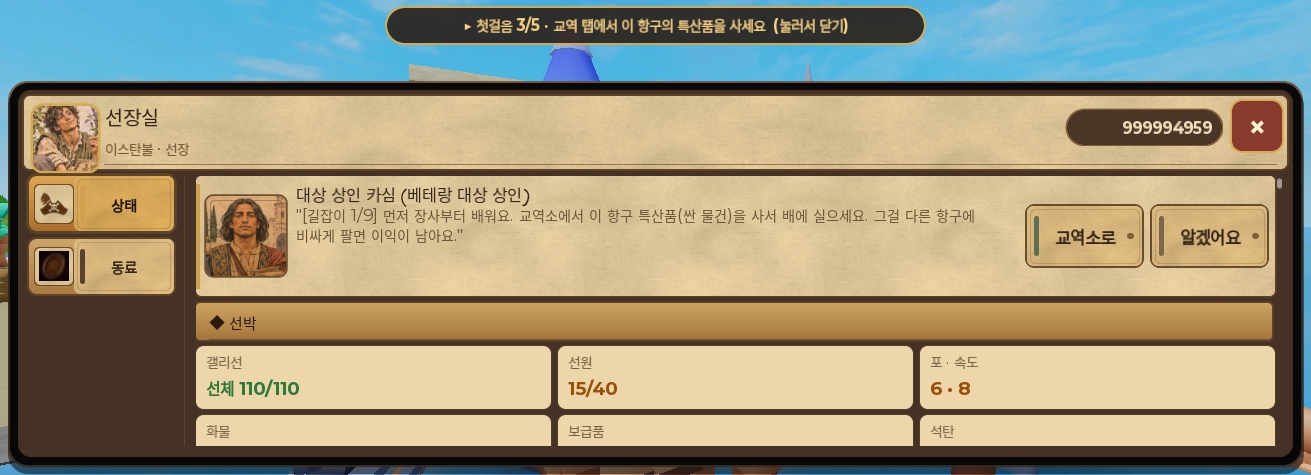 ▸ 첫걸음 3/5 · 교역 탭에서 이 항구의 특산품을 사세요 (눌러서 닫기)
선장실
이스탄불 · 선장
999994959
×
상태
동료
대상 상인 카심 (베테랑 대상 상인)
"[길잡이 1/9] 먼저 장사부터 배워요. 교역소에서 이 항구 특산품(싼 물건)을 사서 배에 실으세요. 그걸 다른 항구에
비싸게 팔면 이익이 남아요."
교역소로
알겠어요
◆ 선박
갤리선
선체 110/110
선원
15/40
포 · 속도
6 · 8
화물
보급품
석탄